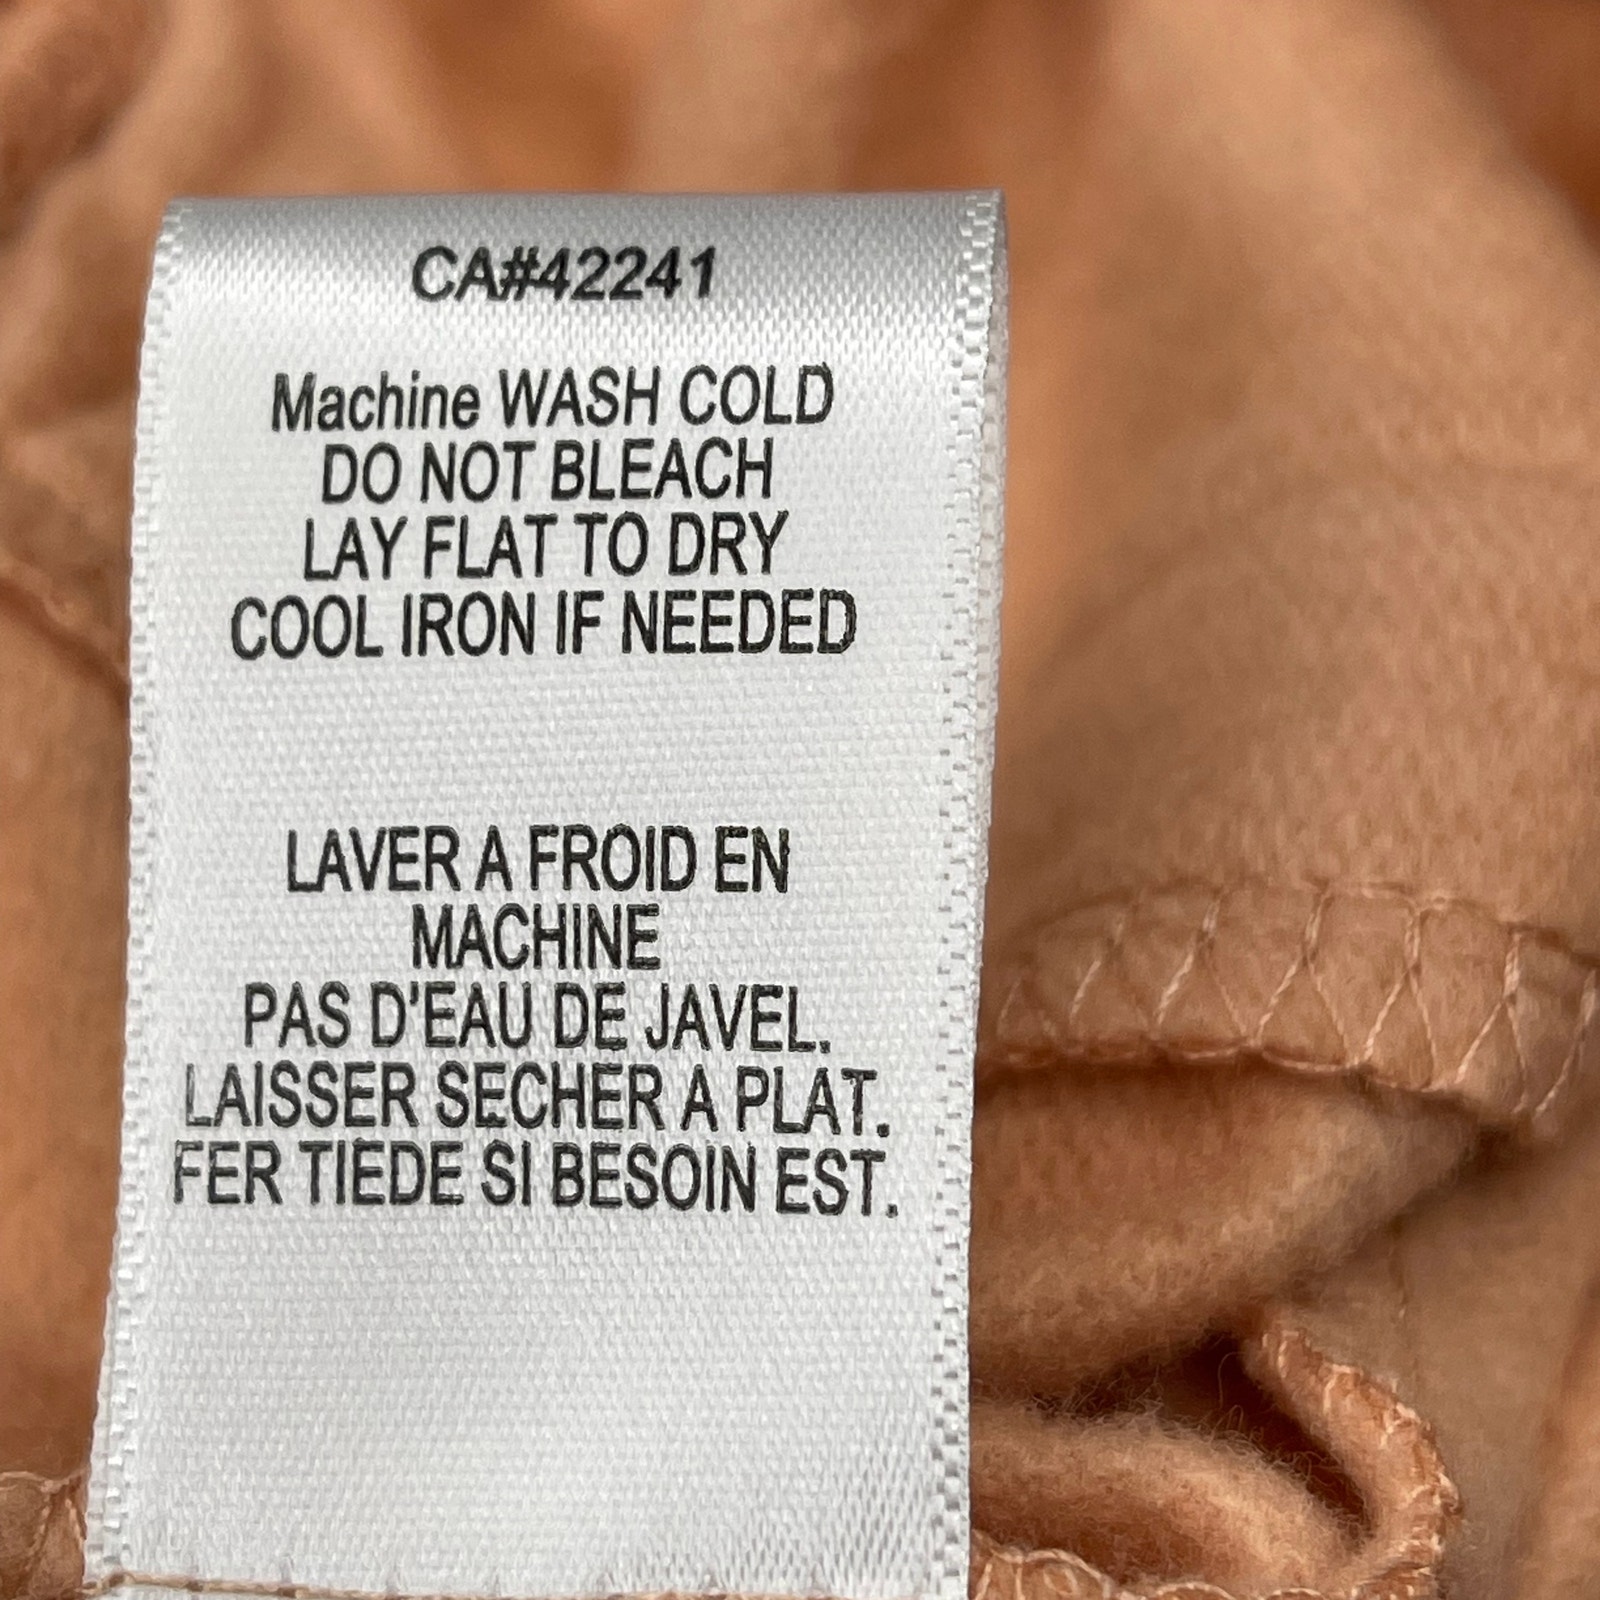 CA#42241
Machine WASH COLD
DO NOT BLEACH
LAY FLAT TO DRY
COOL IRON IF NEEDED
LAVER A FROID EN
MACHINE
PAS D'EAU DE JAVEL.
LAISSER SECHER A PLAT.
FER TIEDE SI BESOIN EST.